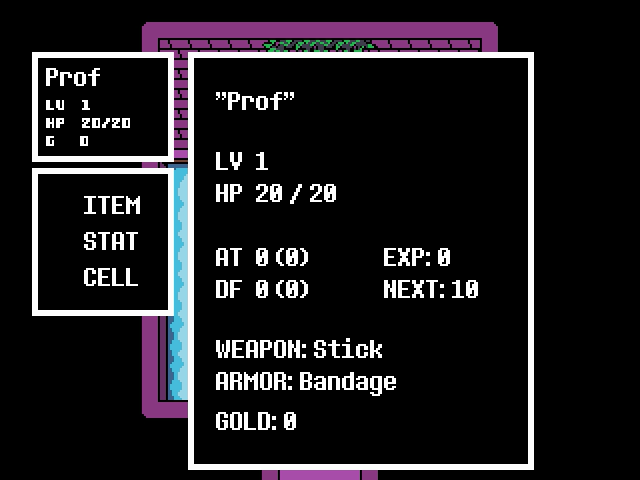 Prof
LV 1
HP 20/20
G 0
ITEM
STAT
CELL
"Prof"
LV 1
HP 20 / 20
AT 0 (0) EXP: 0
DF 0 (0) NEXT: 10
WEAPON: Stick
ARMOR: Bandage
GOLD: 0